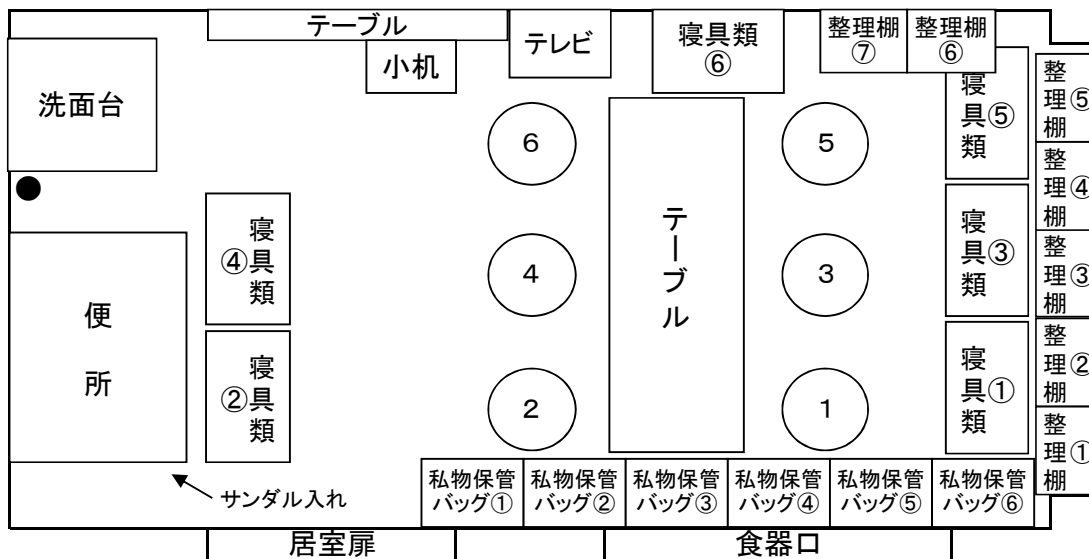 テーブル
小机
テレビ
寝具類
⑥
整理棚
⑦
整理棚
⑥
洗面台
寝具類⑤
整理棚⑤
整理棚④
整理棚③
整理棚②
整理棚①
6
5
4
3
2
1
テーブル
寝具類④
寝具類③
寝具類②
寝具類①
便所
サンダル入れ
私物保管
バッグ①
私物保管
バッグ②
私物保管
バッグ③
私物保管
バッグ④
私物保管
バッグ⑤
私物保管
バッグ⑥
居室扉
食器口